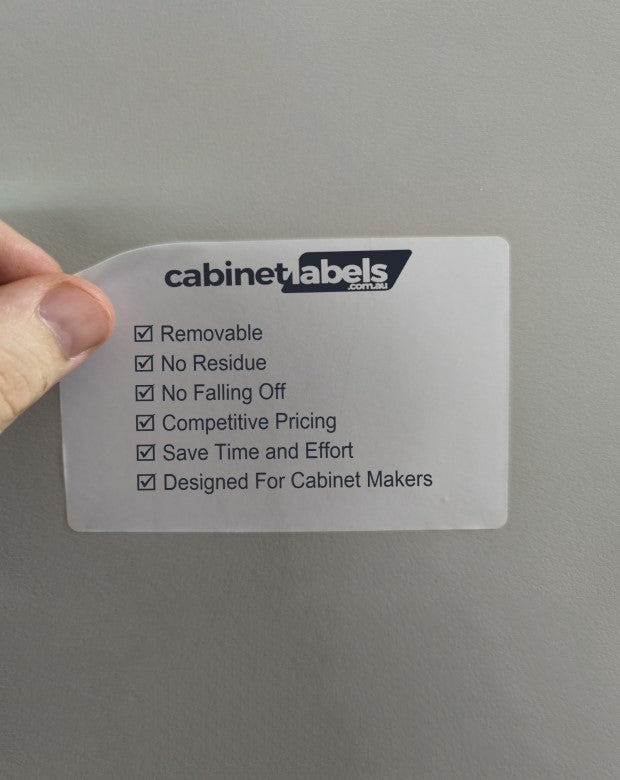 cabinetlabels
.com.au
☑ Removable
☑ No Residue
☑ No Falling Off
☑ Competitive Pricing
☑ Save Time and Effort
☑ Designed For Cabinet Makers